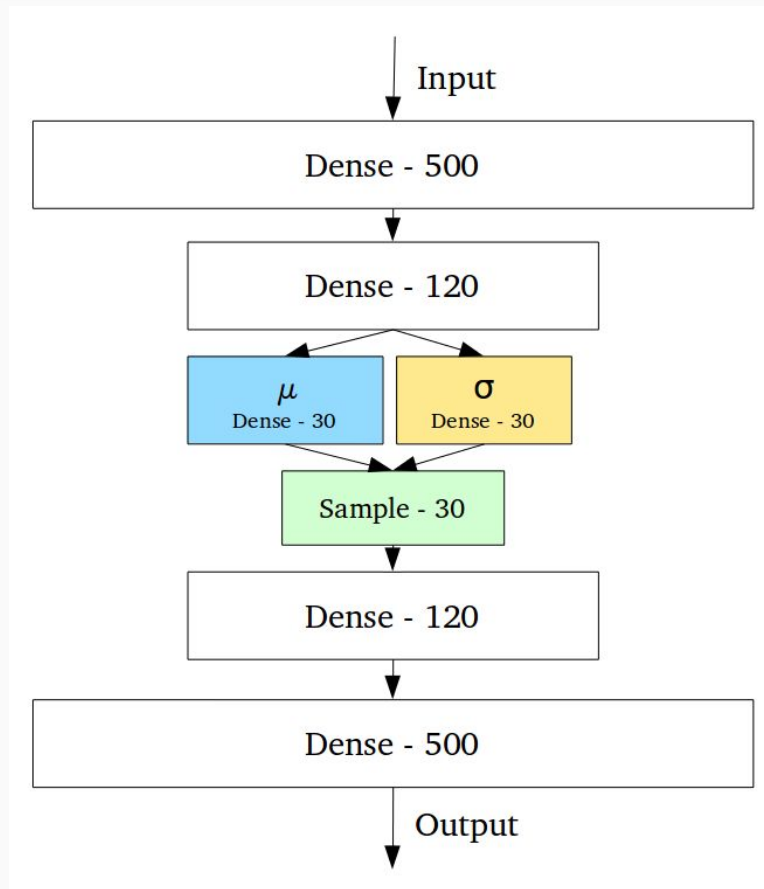 Input
Dense - 500
Dense - 120
μ
Dense - 30
σ
Dense - 30
Sample - 30
Dense - 120
Dense - 500
Output